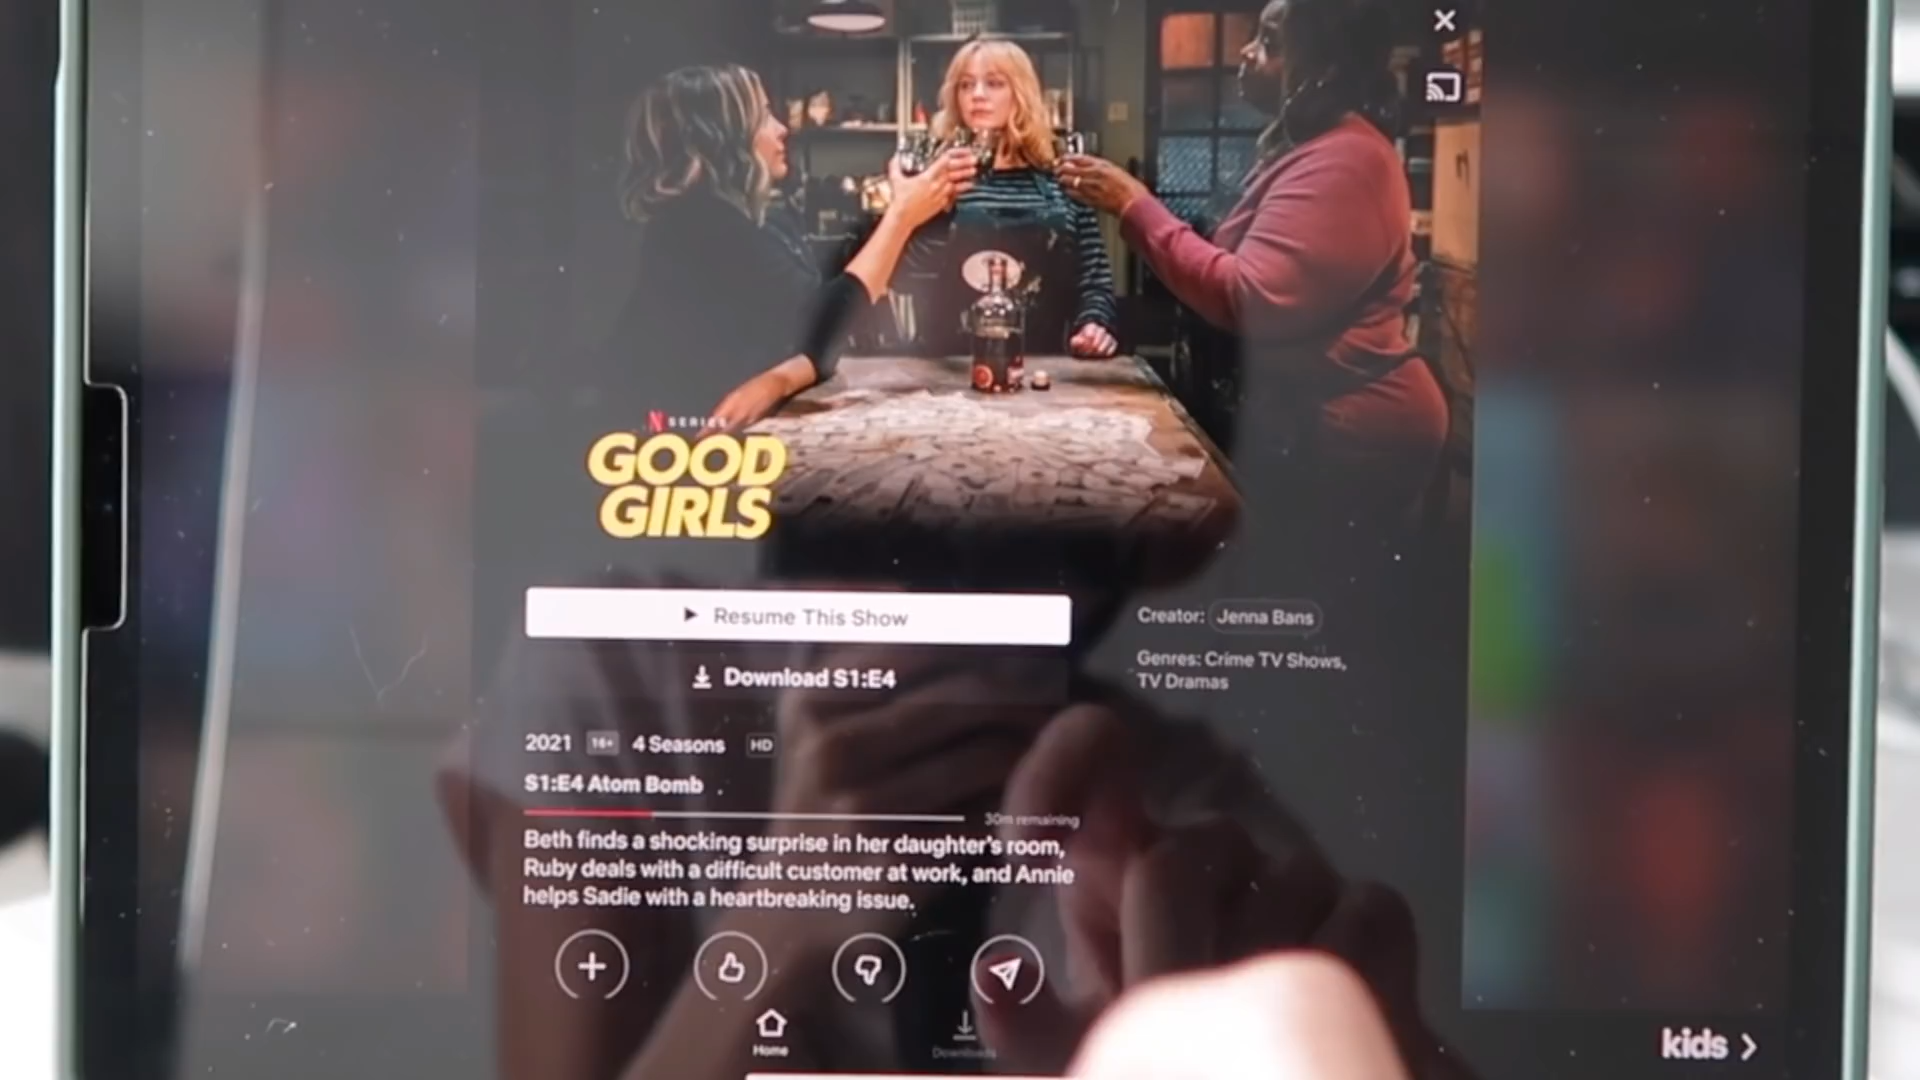 N SERIES
GOOD
GIRLS
Resume This Show
Download S1:E4
Creator: Jenna Bans
Genres: Crime TV Shows,
TV Dramas
2021 16+ 4 Seasons HD
S1:E4 Atom Bomb
30m remaining
Beth finds a shocking surprise in her daughter's room,
Ruby deals with a difficult customer at work, and Annie
helps Sadie with a heartbreaking issue.
Home
Downloads
kids